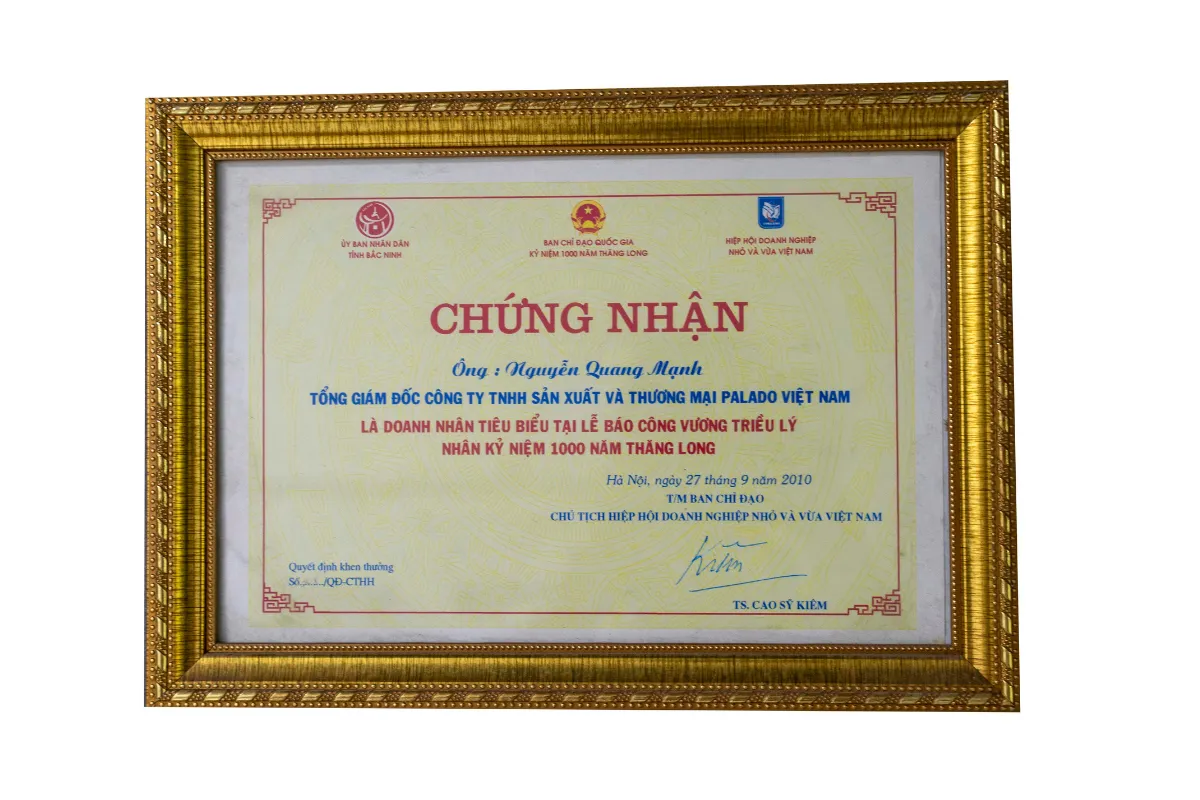 ỦY BAN NHÂN DÂN
TỈNH BẮC NINH
BAN CHỈ ĐẠO QUỐC GIA
KỶ NIỆM 1000 NĂM THĂNG LONG
HIỆP HỘI DOANH NGHIỆP
NHỎ VÀ VỪA VIỆT NAM
CHỨNG NHẬN
Ông : Nguyễn Quang Mạnh
TỔNG GIÁM ĐỐC CÔNG TY TNHH SẢN XUẤT VÀ THƯƠNG MẠI PALADO VIỆT NAM
LÀ DOANH NHÂN TIÊU BIỂU TẠI LỄ BÁO CÔNG VƯƠNG TRIỀU LÝ
NHÂN KỶ NIỆM 1000 NĂM THĂNG LONG
Hà Nội, ngày 27 tháng 9 năm 2010
T/M BAN CHỈ ĐẠO
CHỦ TỊCH HIỆP HỘI DOANH NGHIỆP NHỎ VÀ VỪA VIỆT NAM
Quyết định khen thưởng
Số /QĐ-CTHH
Kiêm
TS. CAO SỸ KIÊM